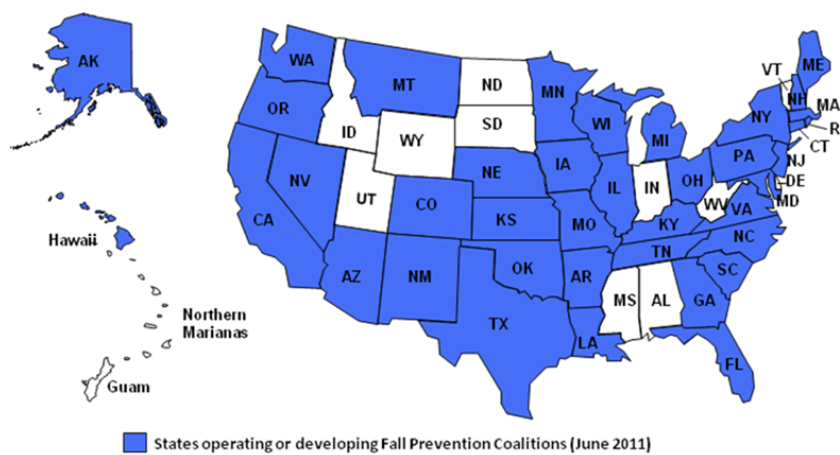 AK
WA
MT
ND
MN
ME
VT
NH
MA
OR
ID
SD
WI
NY
R
WY
MI
CT
IA
PA
NJ
NV
NE
OH
DE
UT
CO
IL
IN
WV
VA
MD
CA
KS
MO
KY
NC
Hawaii
TN
AZ
NM
OK
AR
SC
MS
AL
GA
Northern
Marianas
TX
LA
FL
Guam
States operating or developing Fall Prevention Coalitions (June 2011)